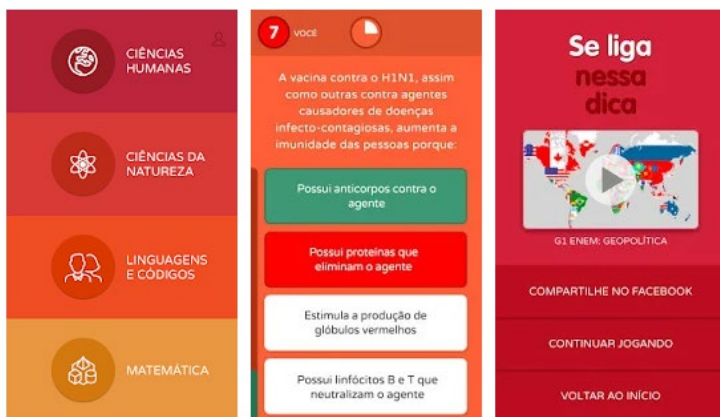 CIÊNCIAS
HUMANAS
CIÊNCIAS DA
NATUREZA
LINGUAGENS
E CÓDIGOS
MATEMÁTICA
7 VOCÊ
A vacina contra o H1N1, assim
como outras contra agentes
causadores de doenças
infecto-contagiosas, aumenta a
imunidade das pessoas porque:
Possui anticorpos contra o
agente
Possui proteínas que
eliminam o agente
Estimula a produção de
glóbulos vermelhos
Possui linfócitos B e T que
neutralizam o agente
Se liga
nessa
dica
G1 ENEM: GEOPOLÍTICA
COMPARTILHE NO FACEBOOK
CONTINUAR JOGANDO
VOLTAR AO INÍCIO